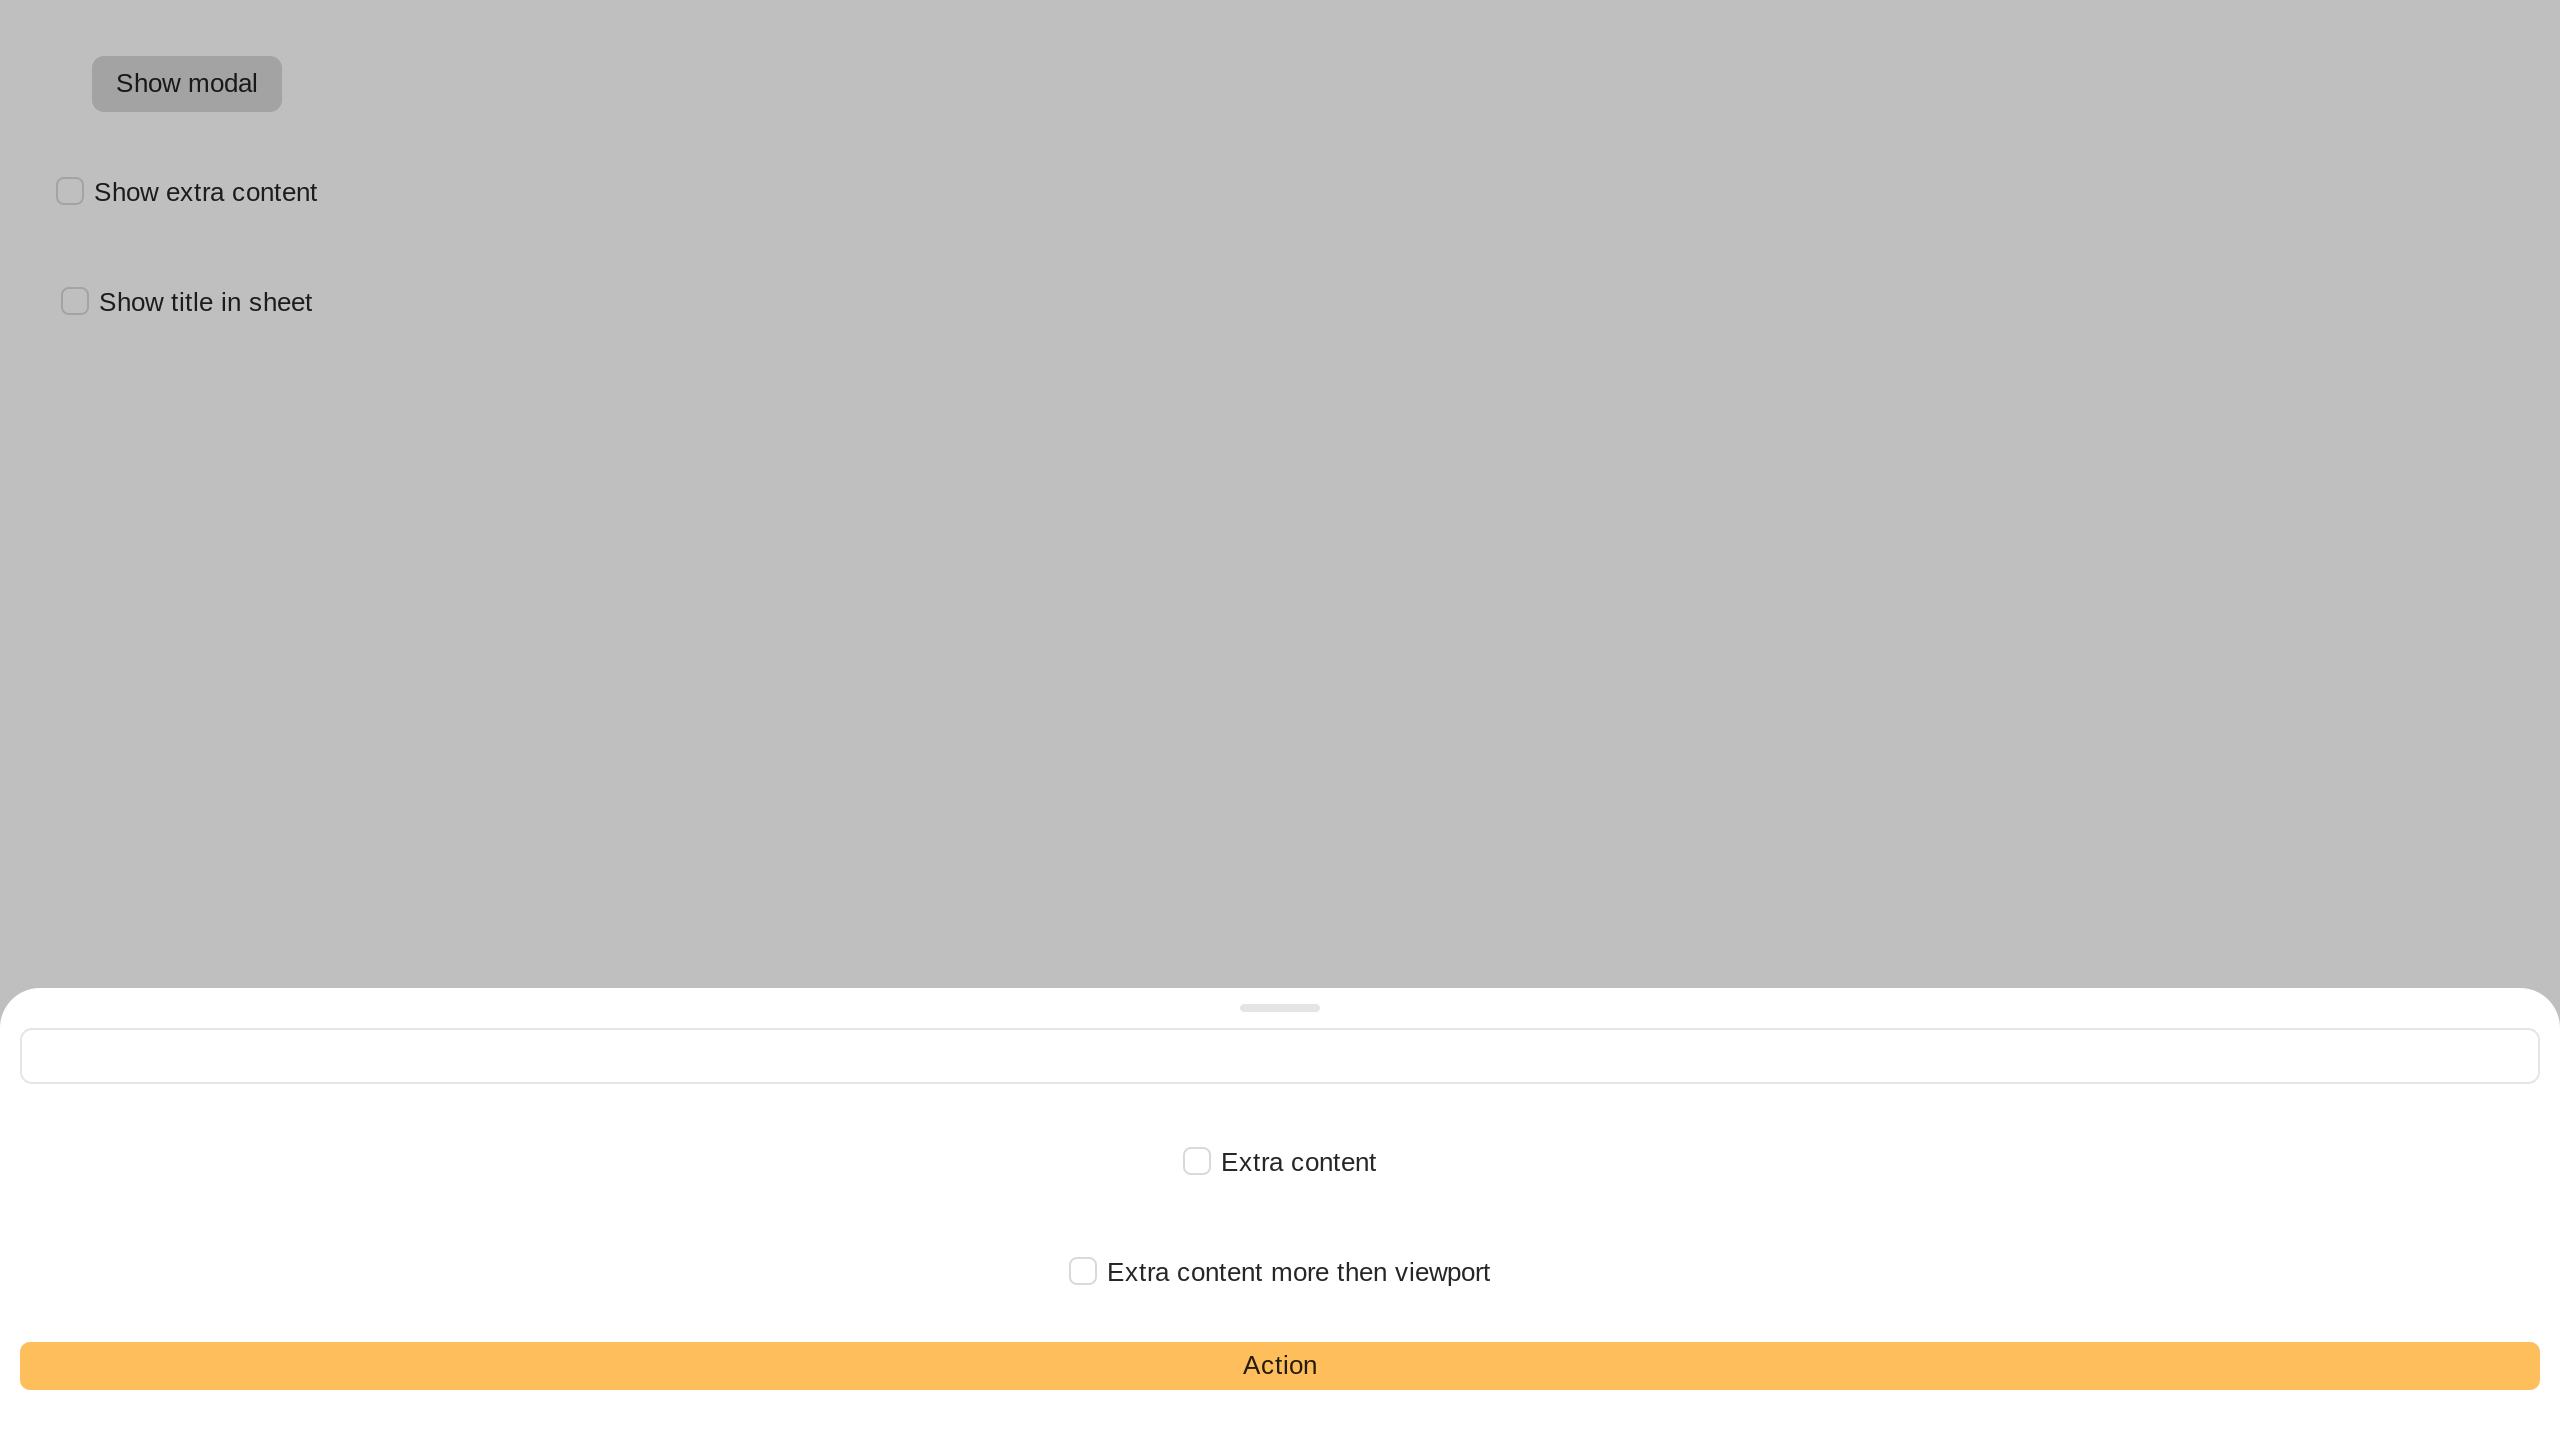 Show modal
Show extra content
Show title in sheet
Extra content
Extra content more then viewport
Action